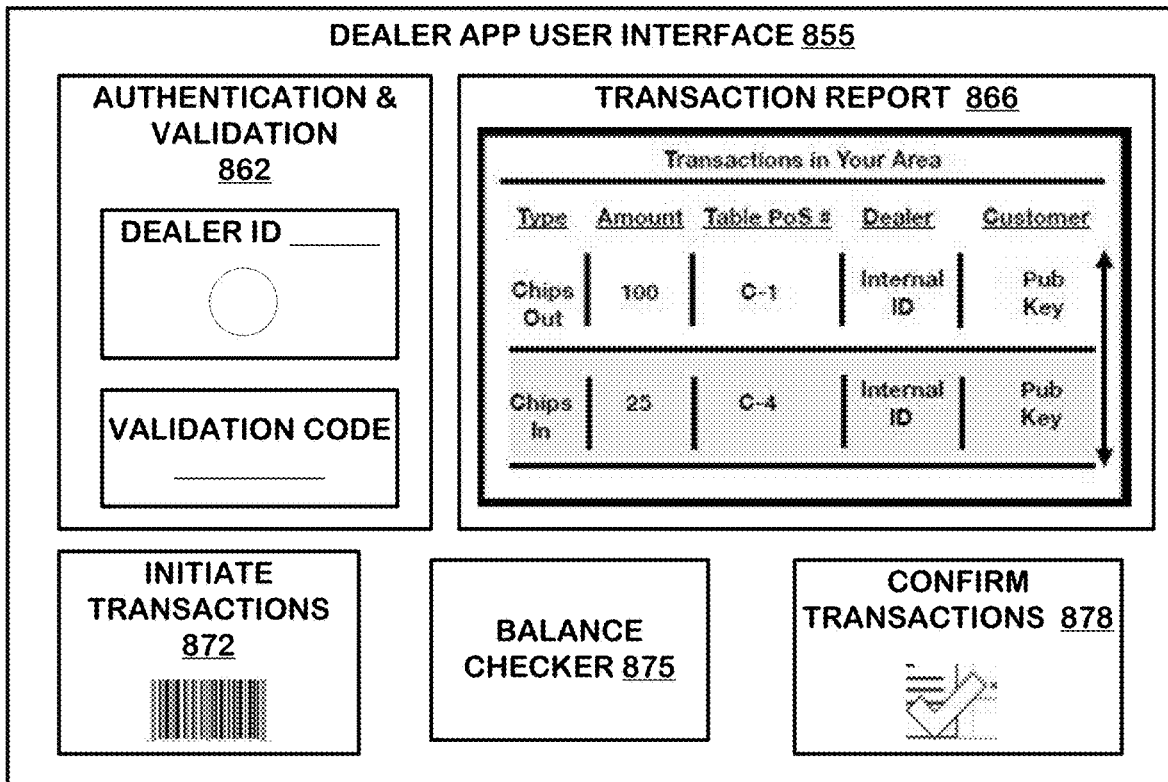 DEALER APP USER INTERFACE 855
AUTHENTICATION &
VALIDATION
862
DEALER ID ______
VALIDATION CODE
__________
TRANSACTION REPORT 866
Transactions in Your Area
Type Amount Table PoS # Dealer Customer
Chips Out 100 C-1 Internal ID Pub Key
Chips In 25 C-4 Internal ID Pub Key
INITIATE
TRANSACTIONS
872
BALANCE
CHECKER 875
CONFIRM
TRANSACTIONS 878